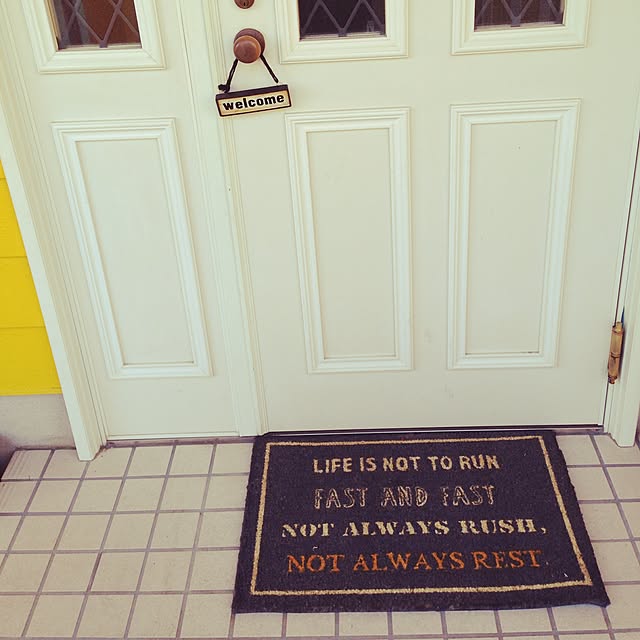 welcome
LIFE IS NOT TO RUN
FAST AND FAST
NOT ALWAYS RUSH,
NOT ALWAYS REST